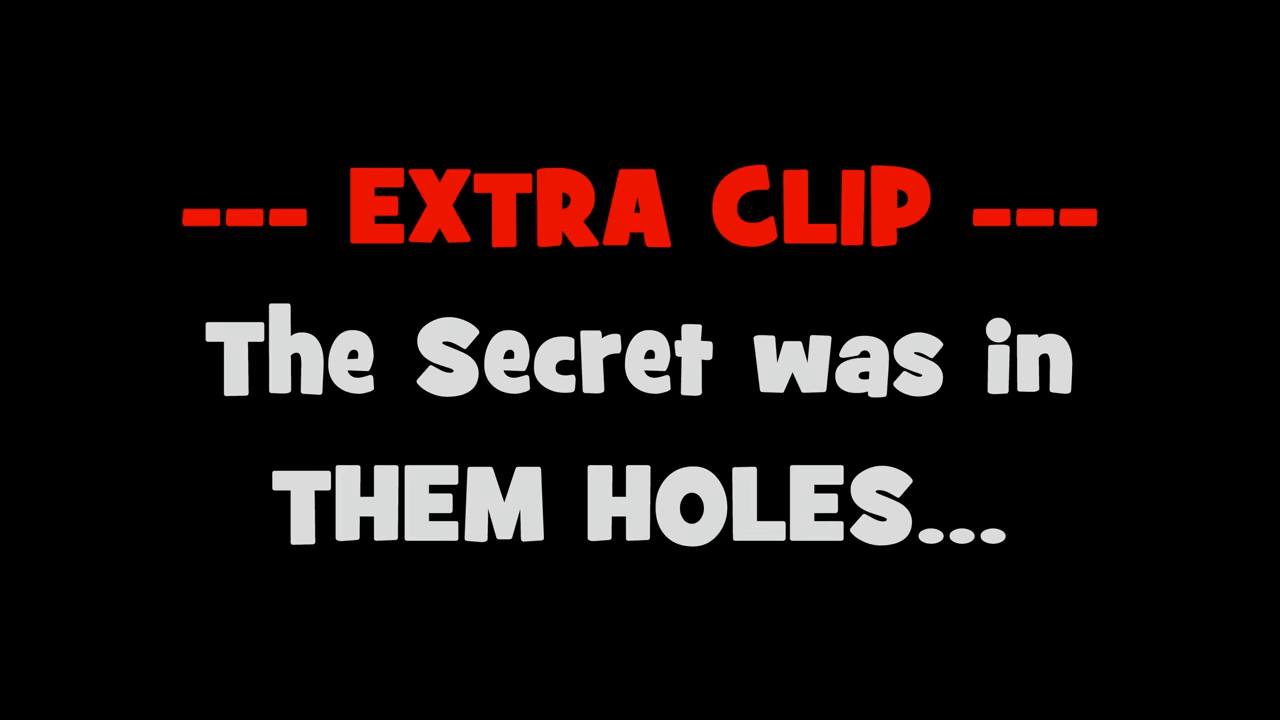 --- EXTRA CLIP ---
The Secret was in
THEM HOLES...